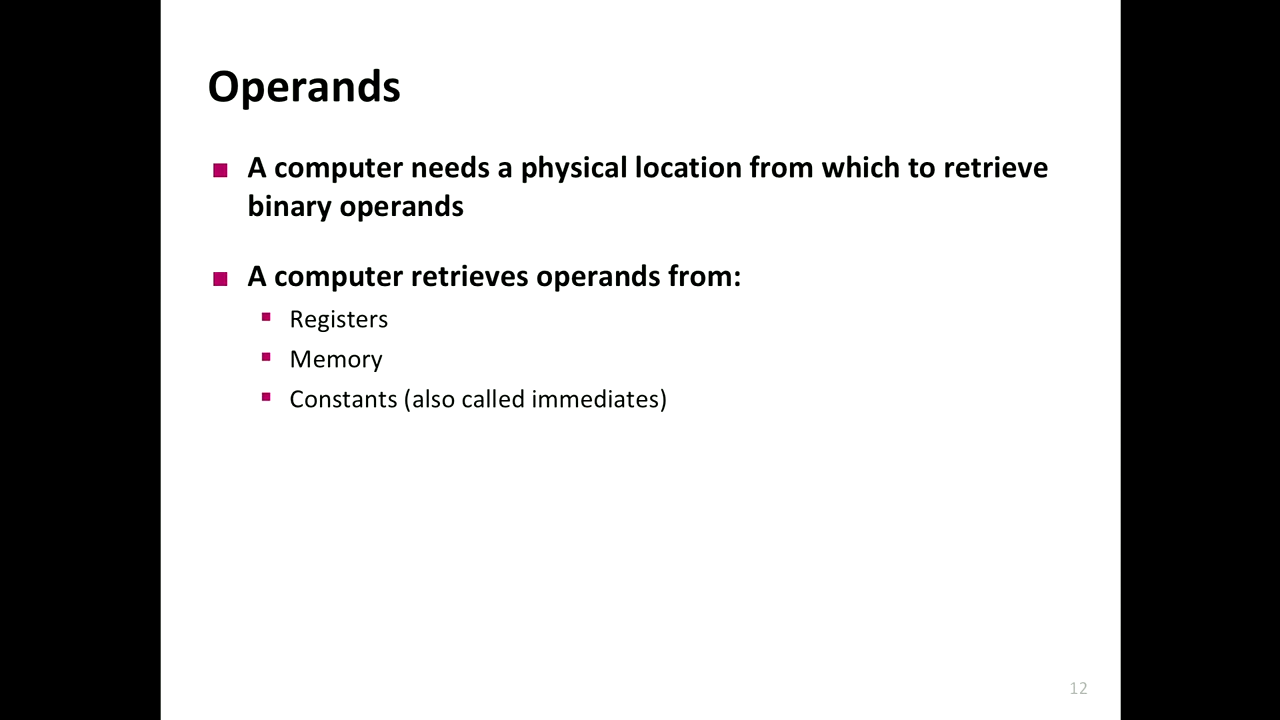 Operands
A computer needs a physical location from which to retrieve
binary operands
A computer retrieves operands from:
Registers
Memory
Constants (also called immediates)
12